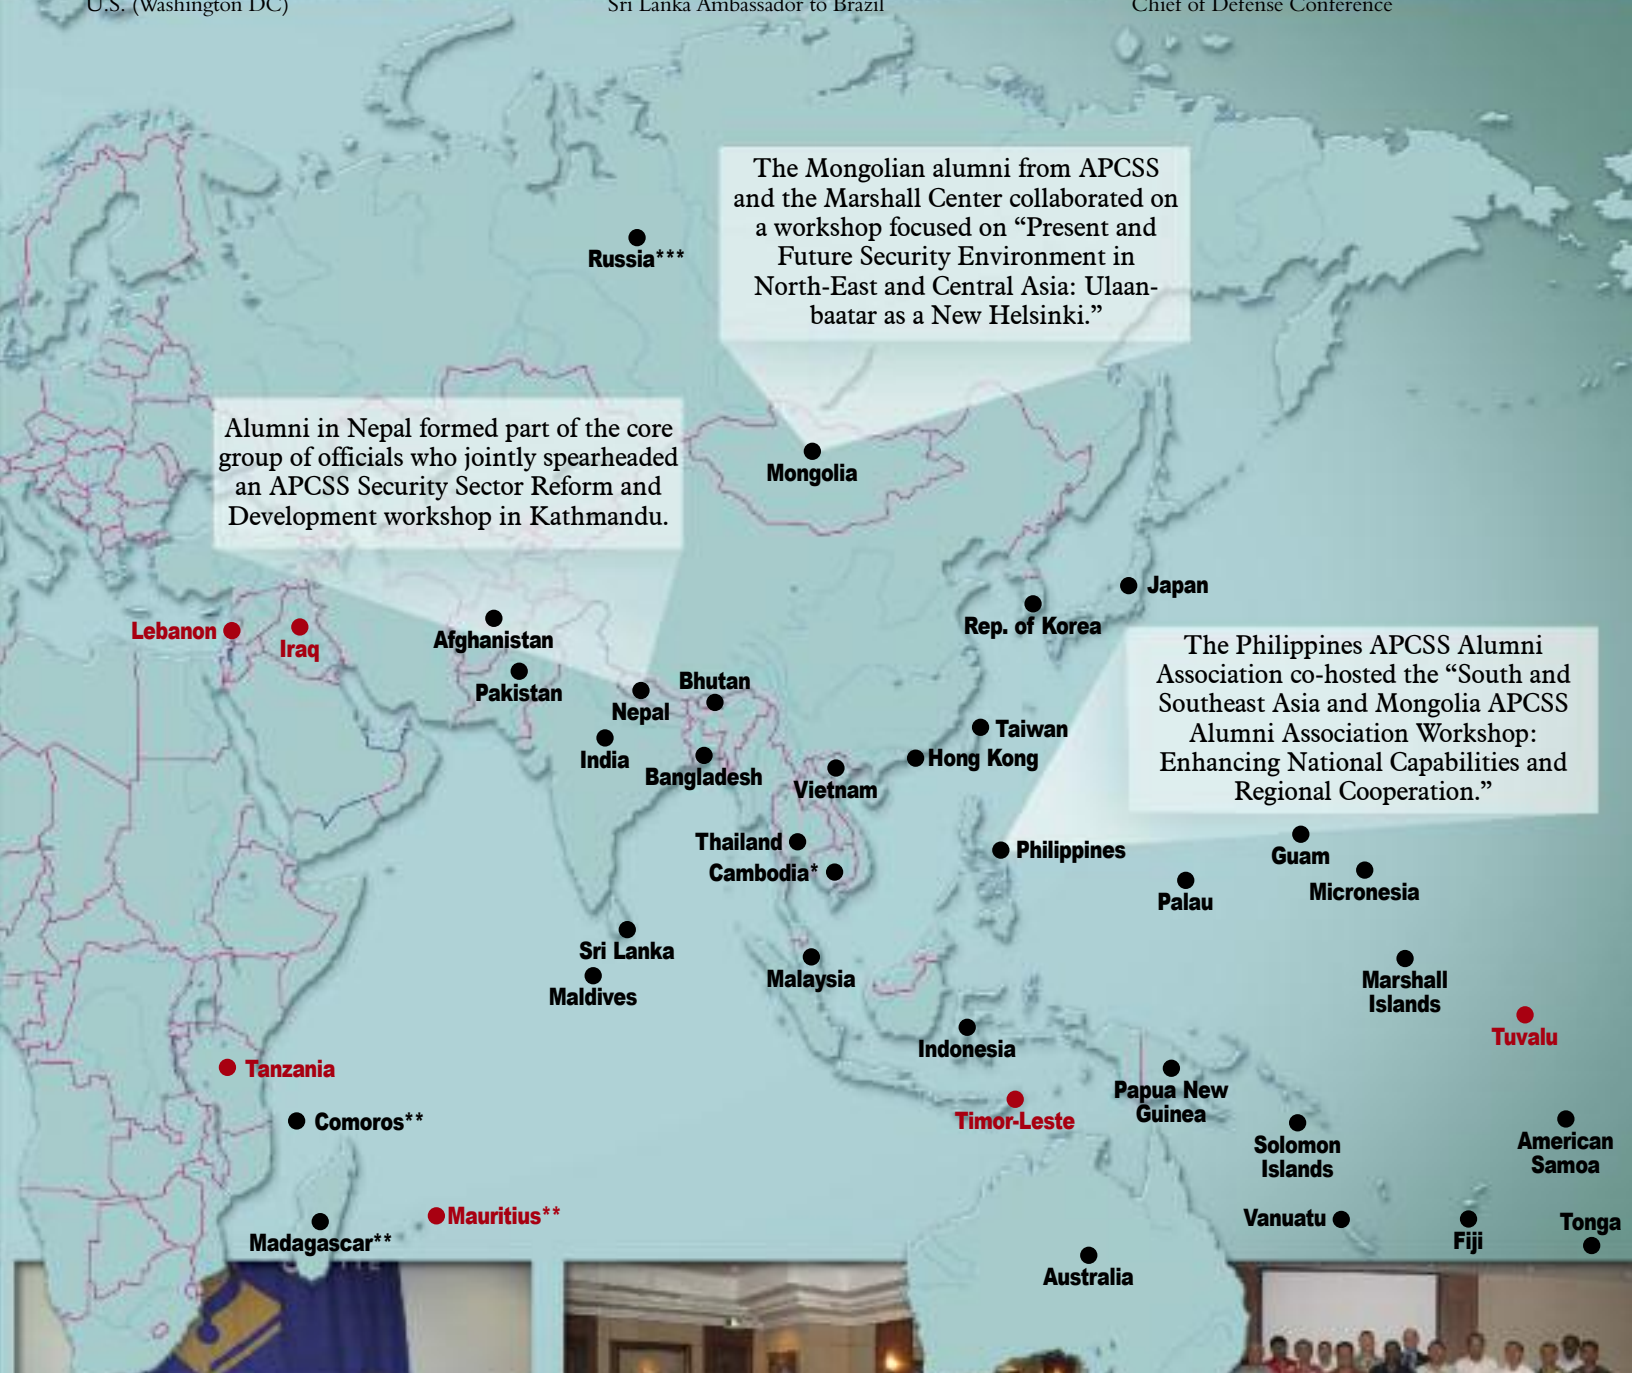 U.S. (Washington DC)
Sri Lanka Ambassador to Brazil
Chief of Defense Conference
The Mongolian alumni from APCSS
and the Marshall Center collaborated on
a workshop focused on “Present and
Future Security Environment in
North-East and Central Asia: Ulaan-
baatar as a New Helsinki.”
Russia***
Alumni in Nepal formed part of the core
group of officials who jointly spearheaded
an APCSS Security Sector Reform and
Development workshop in Kathmandu.
Mongolia
Japan
Rep. of Korea
Lebanon
Iraq
Afghanistan
Pakistan
The Philippines APCSS Alumni
Association co-hosted the “South and
Southeast Asia and Mongolia APCSS
Alumni Association Workshop:
Enhancing National Capabilities and
Regional Cooperation.”
Bhutan
Nepal
Taiwan
India
Hong Kong
Bangladesh
Vietnam
Thailand
Philippines
Guam
Cambodia*
Micronesia
Palau
Sri Lanka
Malaysia
Marshall
Islands
Maldives
Tuvalu
Indonesia
Tanzania
Papua New
Guinea
Comoros**
Timor-Leste
Solomon
Islands
American
Samoa
Mauritius**
Vanuatu
Fiji
Tonga
Madagascar**
Australia